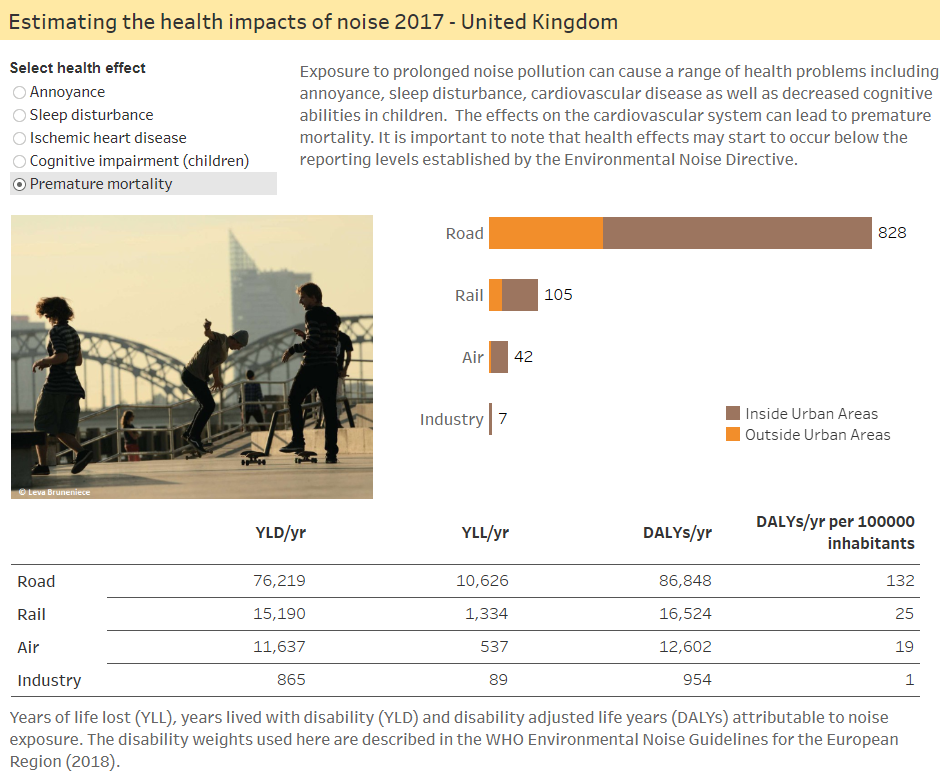 Estimating the health impacts of noise 2017 - United Kingdom
Select health effect
Annoyance
Sleep disturbance
Ischemic heart disease
Cognitive impairment (children)
Premature mortality
Exposure to prolonged noise pollution can cause a range of health problems including
annoyance, sleep disturbance, cardiovascular disease as well as decreased cognitive
abilities in children. The effects on the cardiovascular system can lead to premature
mortality. It is important to note that health effects may start to occur below the
reporting levels established by the Environmental Noise Directive.
© Leva Bruneniece
Road 828
Rail 105
Air 42
Industry 7
Inside Urban Areas
Outside Urban Areas
YLD/yr YLL/yr DALYs/yr DALYs/yr per 100000
inhabitants
Road 76,219 10,626 86,848 132
Rail 15,190 1,334 16,524 25
Air 11,637 537 12,602 19
Industry 865 89 954 1
Years of life lost (YLL), years lived with disability (YLD) and disability adjusted life years (DALYs) attributable to noise
exposure. The disability weights used here are described in the WHO Environmental Noise Guidelines for the European
Region (2018).